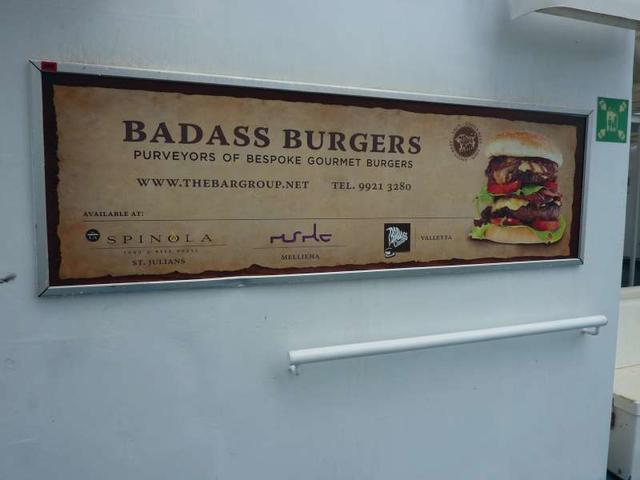 BADASS BURGERS
PURVEYORS OF BESPOKE GOURMET BURGERS
WWW.THEBARGROUP.NET TEL. 9921 3280
AVAILABLE AT:
SPINOLA
ST. JULIANS
MELLIEHA
VALLETTA